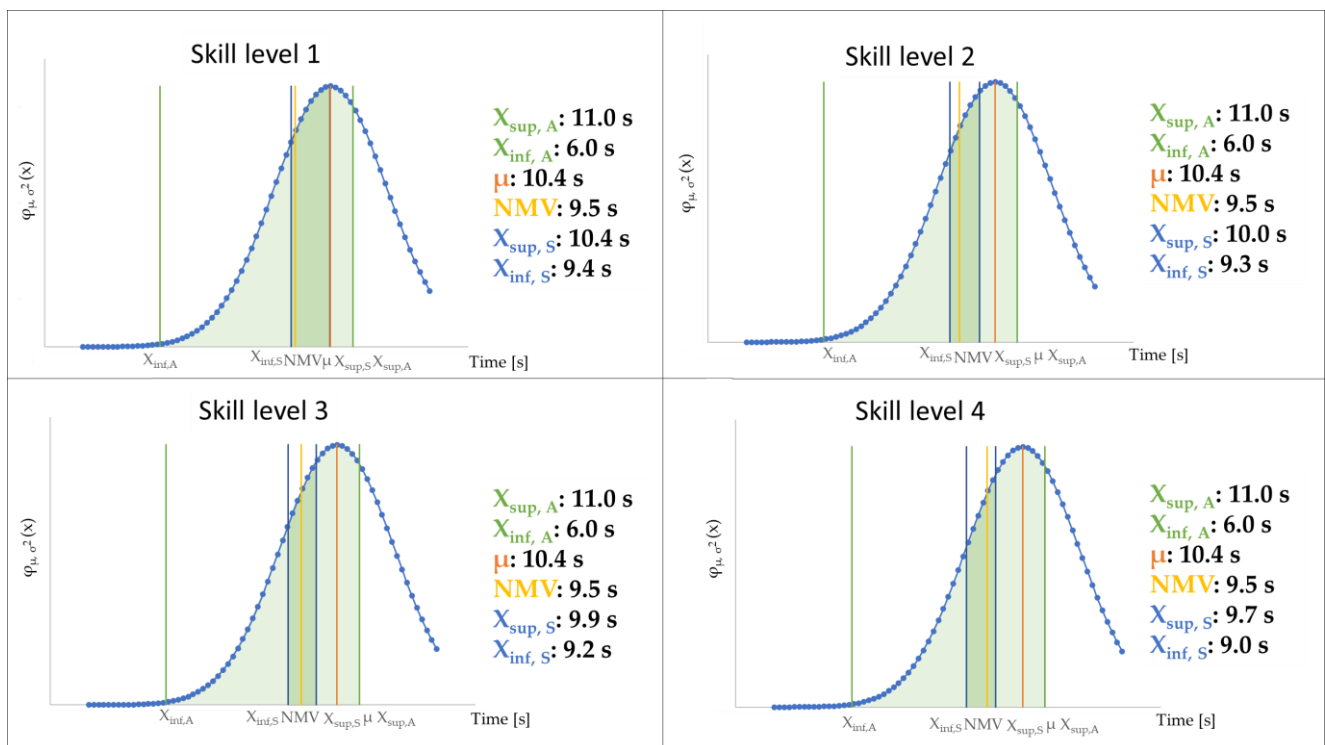 Skill level 1
φμ, σ²(x)
Xsup, A: 11.0 s
Xinf, A: 6.0 s
μ: 10.4 s
NMV: 9.5 s
Xsup, S: 10.4 s
Xinf, S: 9.4 s
Xinf,A Xinf,S NMV μ Xsup,S Xsup,A Time [s]
Skill level 2
φμ, σ²(x)
Xsup, A: 11.0 s
Xinf, A: 6.0 s
μ: 10.4 s
NMV: 9.5 s
Xsup, S: 10.0 s
Xinf, S: 9.3 s
Xinf,A Xinf,S NMV Xsup,S μ Xsup,A Time [s]
Skill level 3
φμ, σ²(x)
Xsup, A: 11.0 s
Xinf, A: 6.0 s
μ: 10.4 s
NMV: 9.5 s
Xsup, S: 9.9 s
Xinf, S: 9.2 s
Xinf,A Xinf,S NMV Xsup,S μ Xsup,A Time [s]
Skill level 4
φμ, σ²(x)
Xsup, A: 11.0 s
Xinf, A: 6.0 s
μ: 10.4 s
NMV: 9.5 s
Xsup, S: 9.7 s
Xinf, S: 9.0 s
Xinf,A Xinf,S NMV Xsup,S μ Xsup,A Time [s]